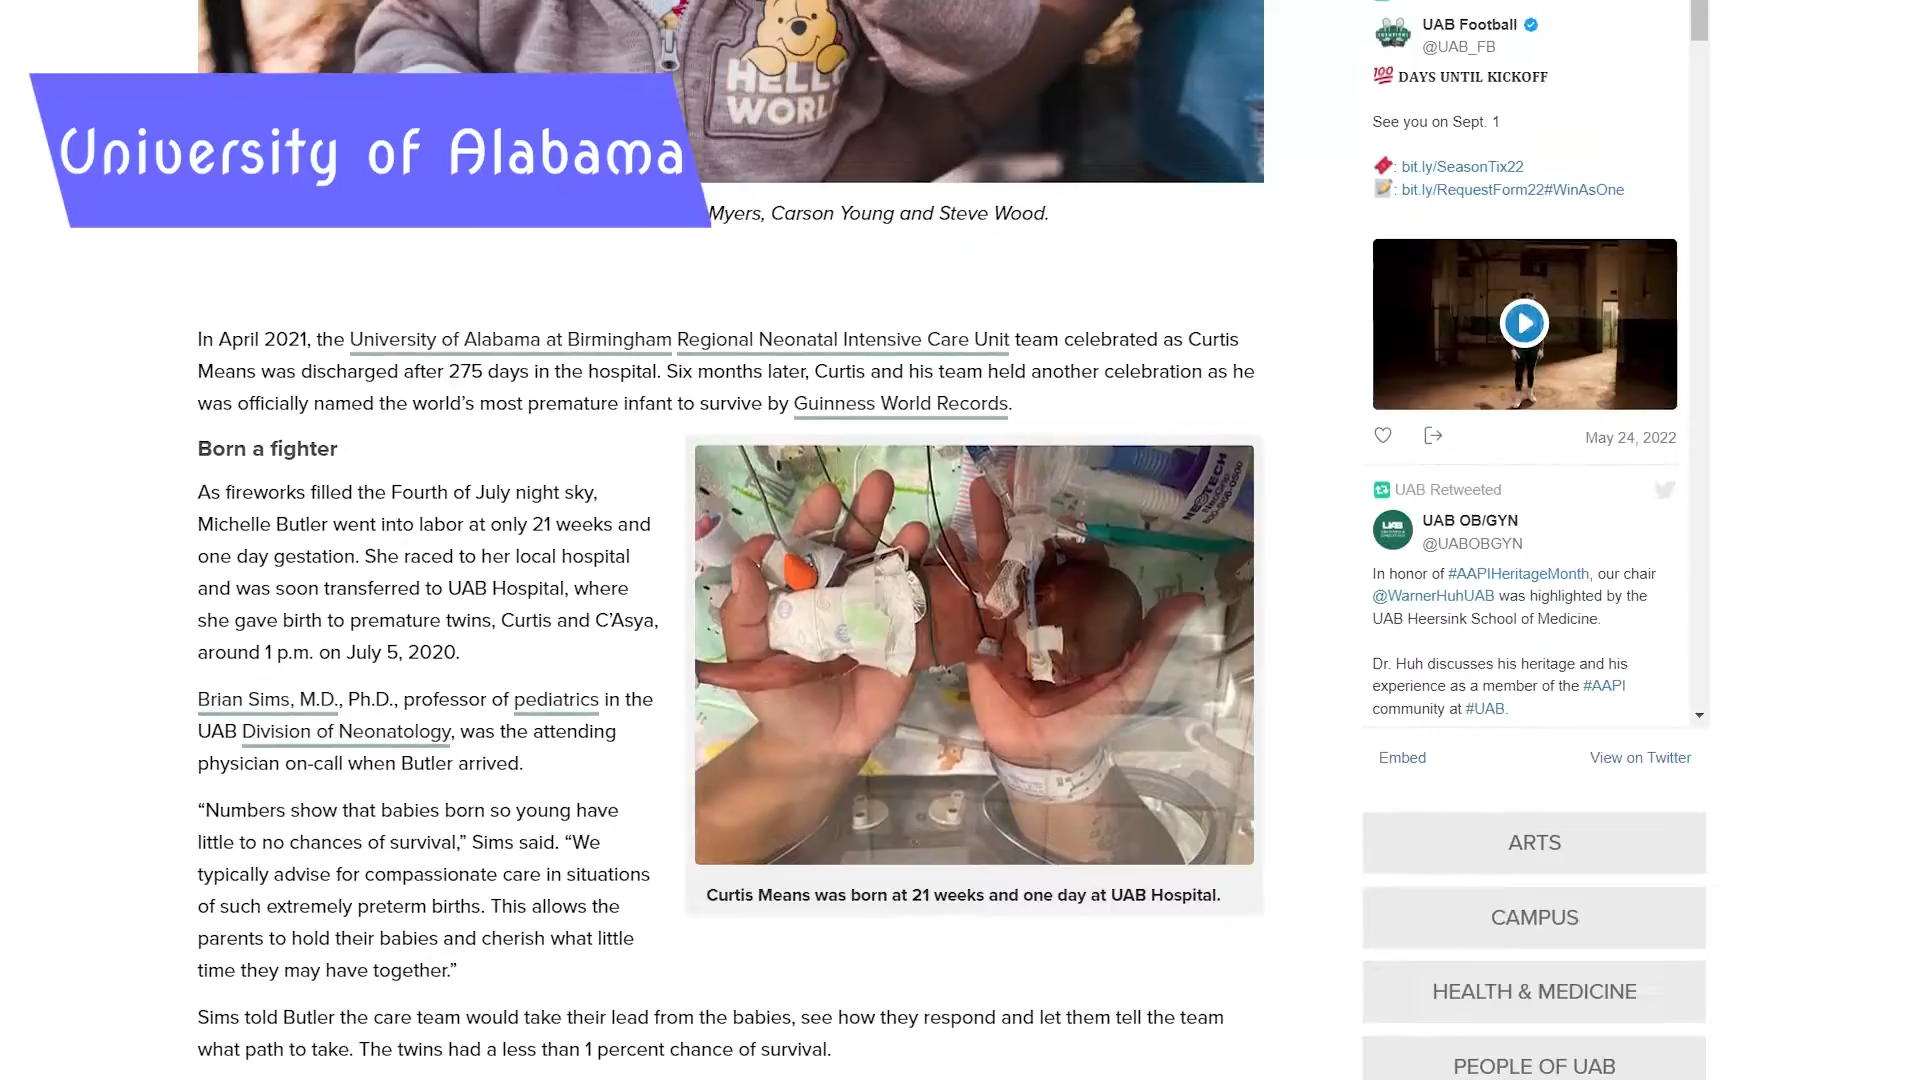 HELLO
WORLD
University of Alabama
Myers, Carson Young and Steve Wood.
In April 2021, the University of Alabama at Birmingham Regional Neonatal Intensive Care Unit team celebrated as Curtis
Means was discharged after 275 days in the hospital. Six months later, Curtis and his team held another celebration as he
was officially named the world’s most premature infant to survive by Guinness World Records.
Born a fighter
As fireworks filled the Fourth of July night sky,
Michelle Butler went into labor at only 21 weeks and
one day gestation. She raced to her local hospital
and was soon transferred to UAB Hospital, where
she gave birth to premature twins, Curtis and C’Asya,
around 1 p.m. on July 5, 2020.
Brian Sims, M.D., Ph.D., professor of pediatrics in the
UAB Division of Neonatology, was the attending
physician on-call when Butler arrived.
“Numbers show that babies born so young have
little to no chances of survival,” Sims said. “We
typically advise for compassionate care in situations
of such extremely preterm births. This allows the
parents to hold their babies and cherish what little
time they may have together.”
NEOTECH
800-966-0500
Curtis Means was born at 21 weeks and one day at UAB Hospital.
Sims told Butler the care team would take their lead from the babies, see how they respond and let them tell the team
what path to take. The twins had a less than 1 percent chance of survival.
UAB Football
@UAB_FB
💯 DAYS UNTIL KICKOFF
See you on Sept. 1
: bit.ly/SeasonTix22
: bit.ly/RequestForm22#WinAsOne
May 24, 2022
UAB Retweeted
UAB
UAB OB/GYN
@UABOBGYN
In honor of #AAPIHeritageMonth, our chair
@WarnerHuhUAB was highlighted by the
UAB Heersink School of Medicine.
Dr. Huh discusses his heritage and his
experience as a member of the #AAPI
community at #UAB.
Embed
View on Twitter
ARTS
CAMPUS
HEALTH & MEDICINE
PEOPLE OF UAB